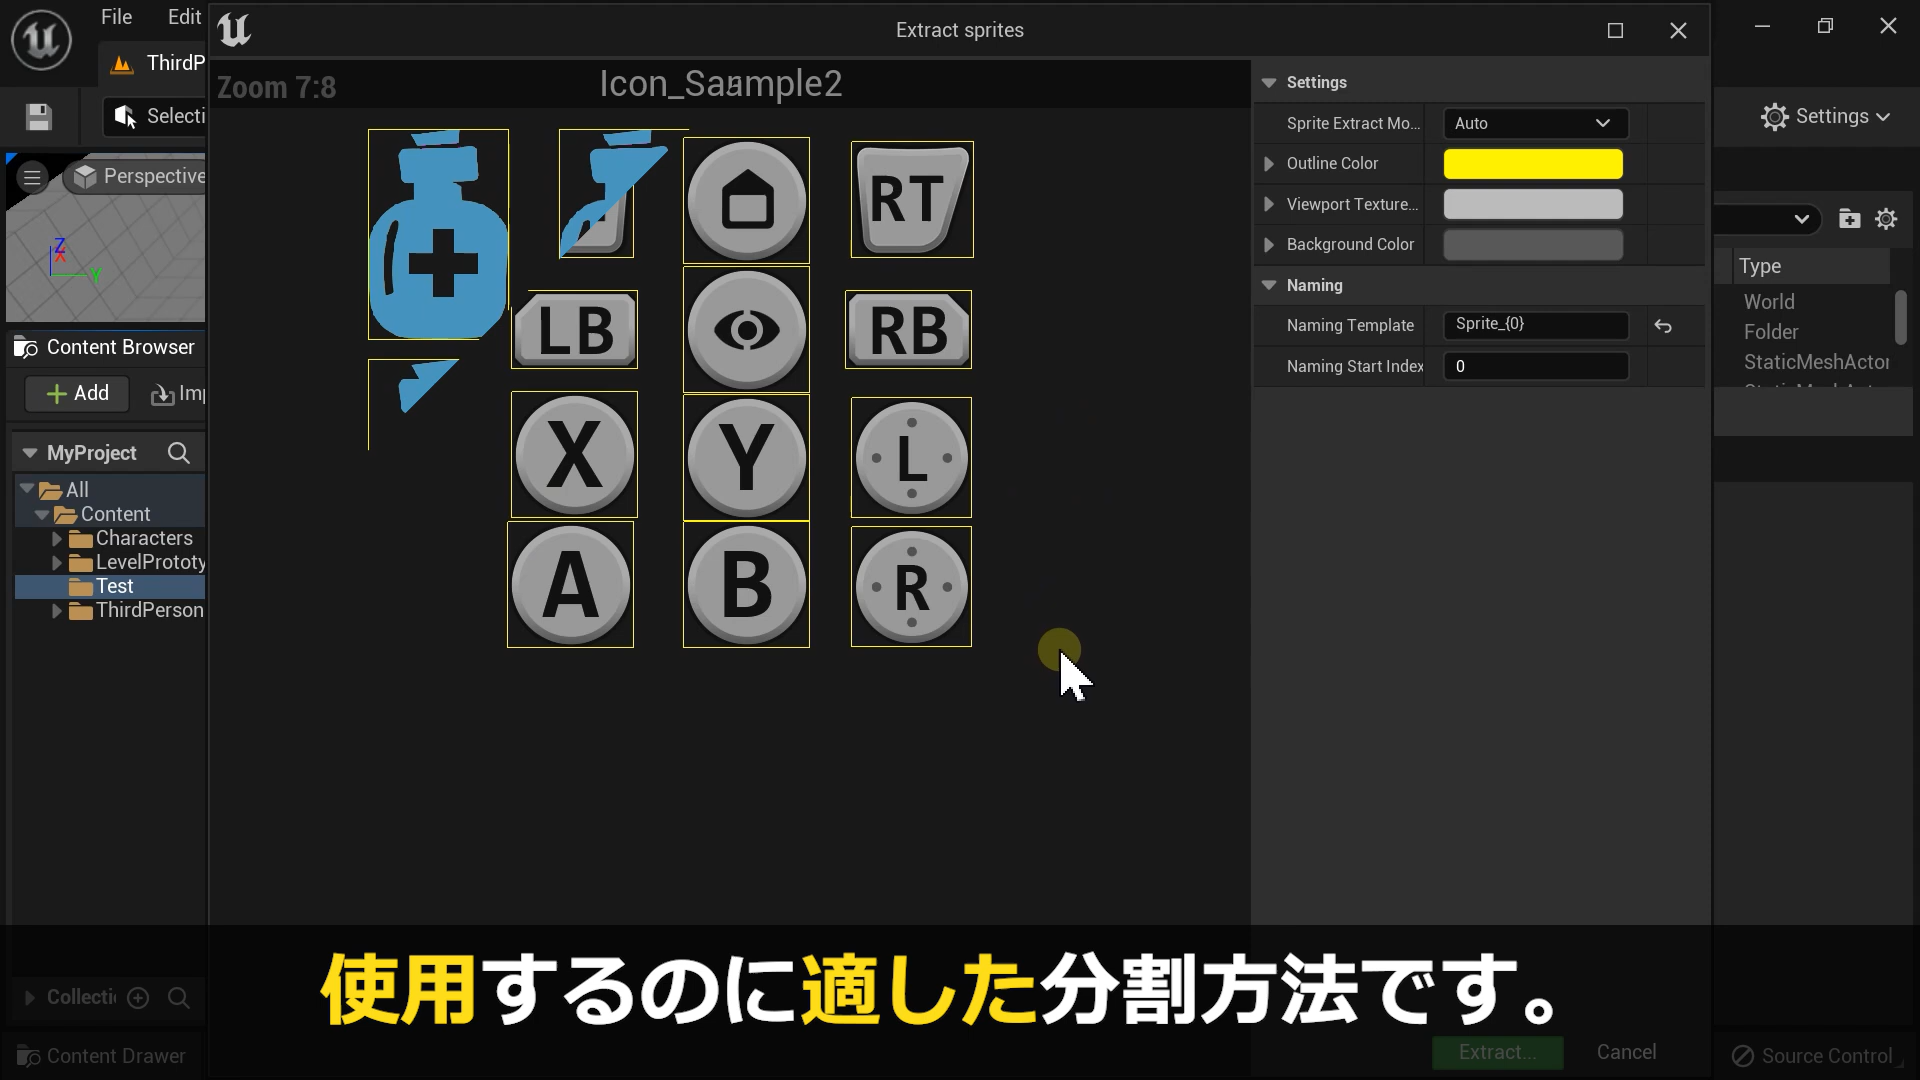 File
Edit
Extract sprites
ThirdP
Zoom 7:8
Icon_Sample2
Settings
Selecti
Sprite Extract Mo...
Auto
Settings
Outline Color
Perspective
Viewport Texture...
Background Color
RT
Z
X
Y
Type
Naming
World
Naming Template
Sprite_{0}
Folder
LB
RB
Content Browser
StaticMeshActor
Naming Start Index
0
Add
Imp
X
Y
L
MyProject
All
Content
Characters
LevelPrototy
Test
ThirdPerson
A
B
R
使用するのに適した分割方法です。
Collecti
Extract...
Cancel
Content Drawer
Source Control